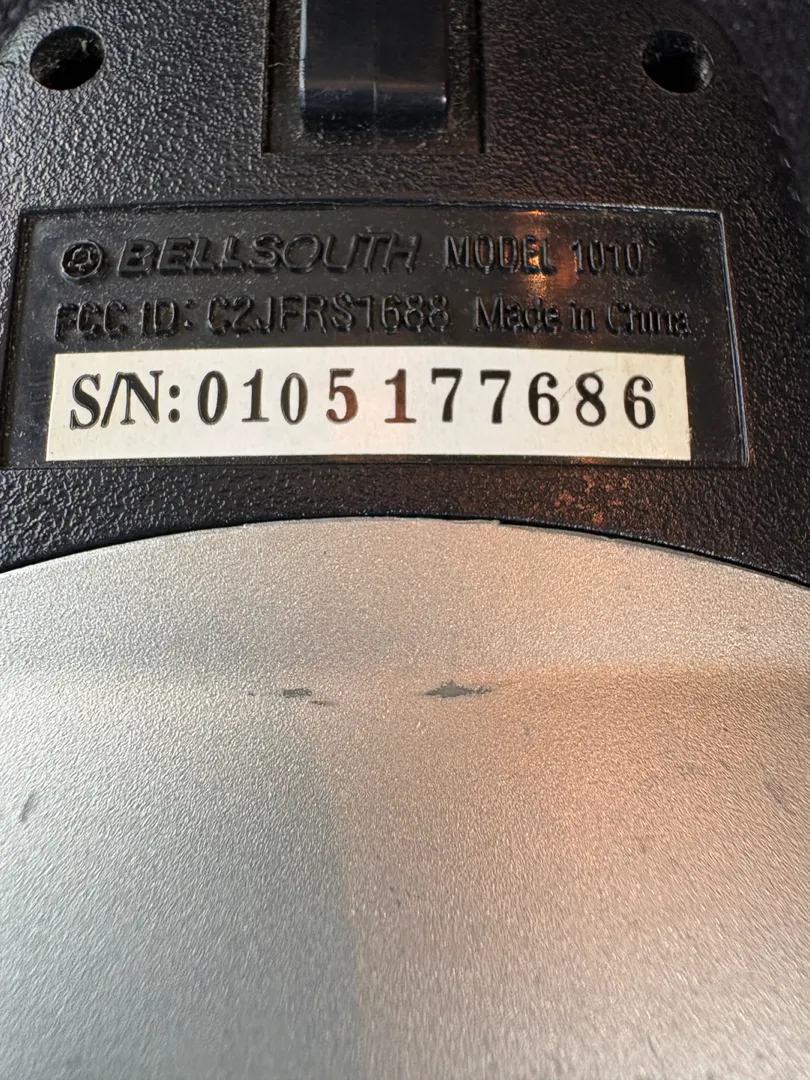 BELLSOUTH MODEL 1010
FCC ID: C2JFRS1688 Made in China
S/N: 0105177686